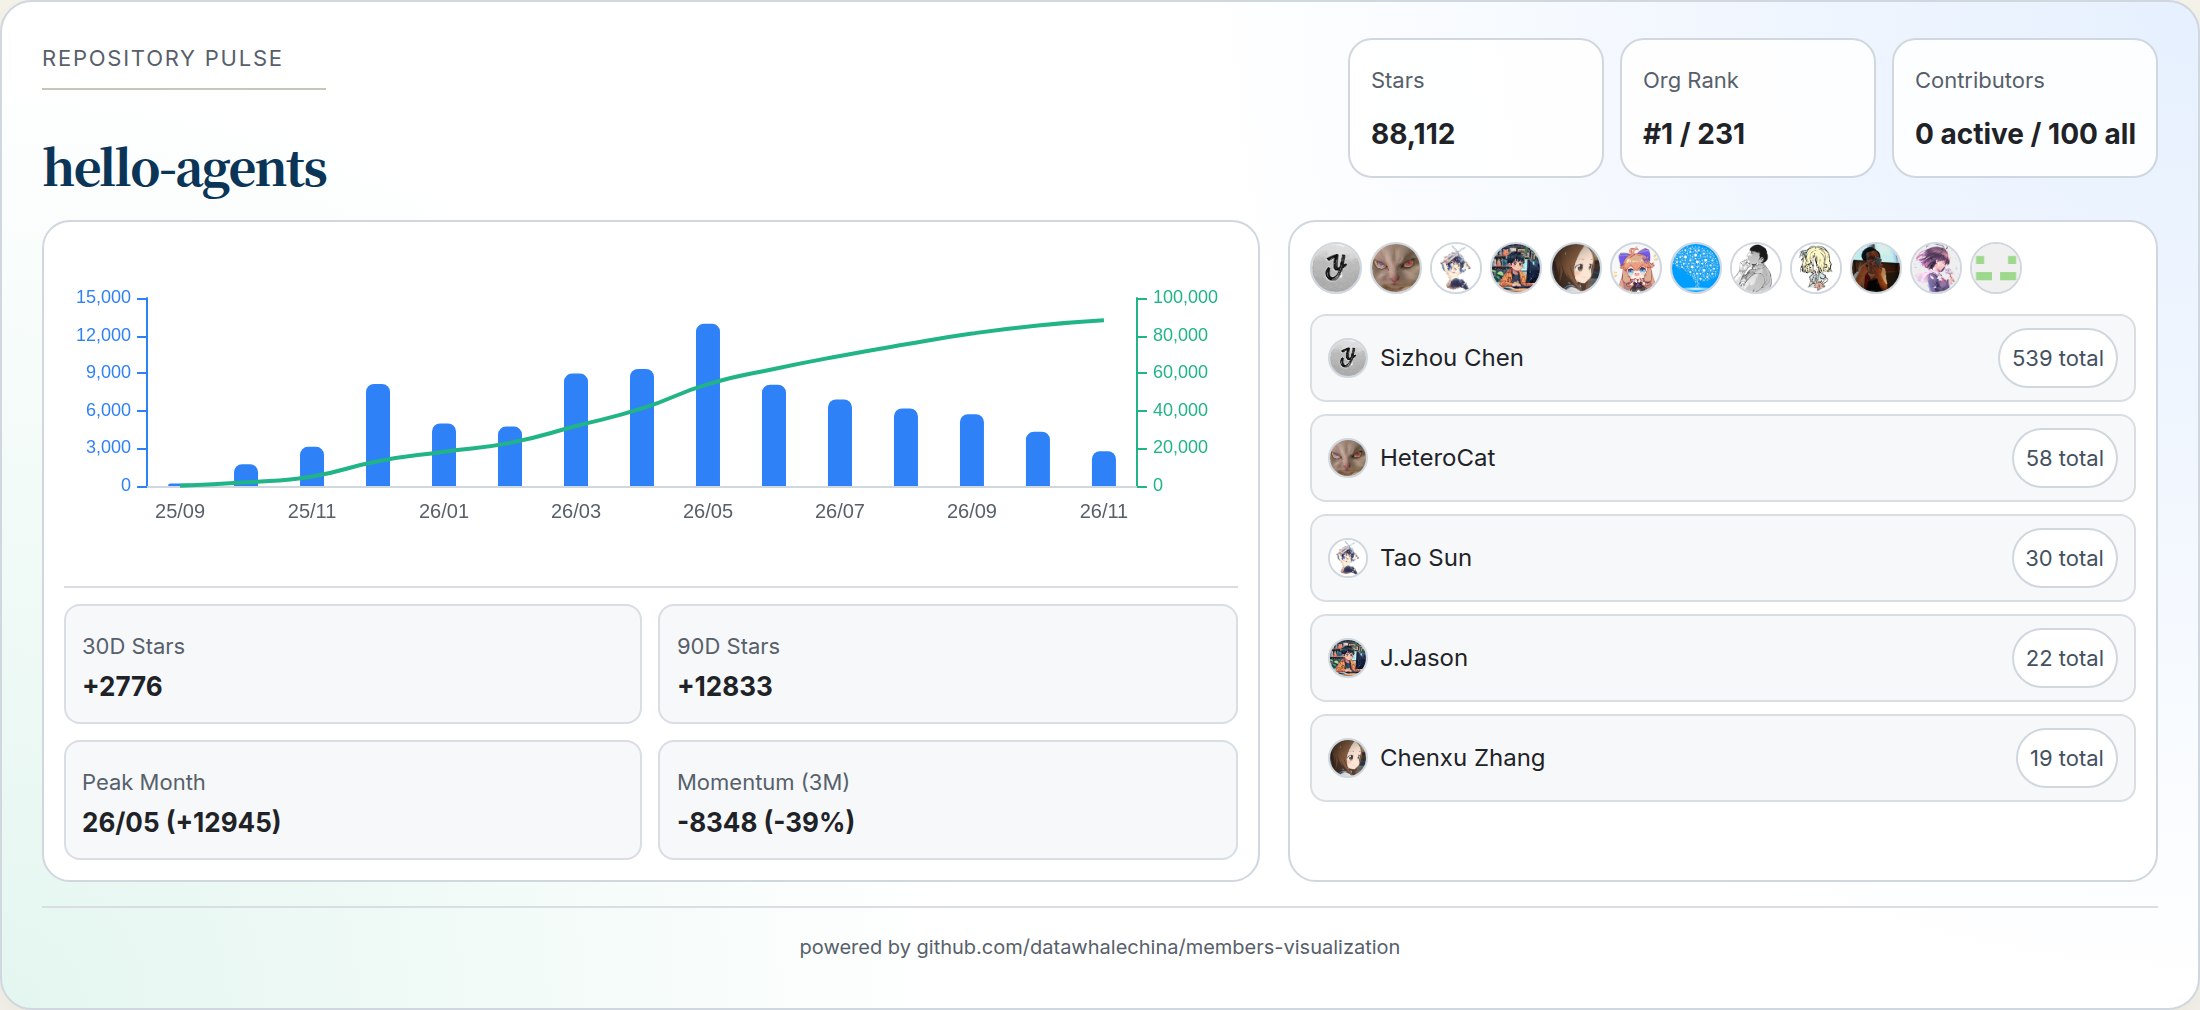 REPOSITORY PULSE
hello-agents
Stars
88,112
Org Rank
#1 / 231
Contributors
0 active / 100 all
15,000
12,000
9,000
6,000
3,000
0
100,000
80,000
60,000
40,000
20,000
0
25/09 25/11 26/01 26/03 26/05 26/07 26/09 26/11
30D Stars
+2776
90D Stars
+12833
Peak Month
26/05 (+12945)
Momentum (3M)
-8348 (-39%)
Sizhou Chen 539 total
HeteroCat 58 total
Tao Sun 30 total
J.Jason 22 total
Chenxu Zhang 19 total
powered by github.com/datawhalechina/members-visualization